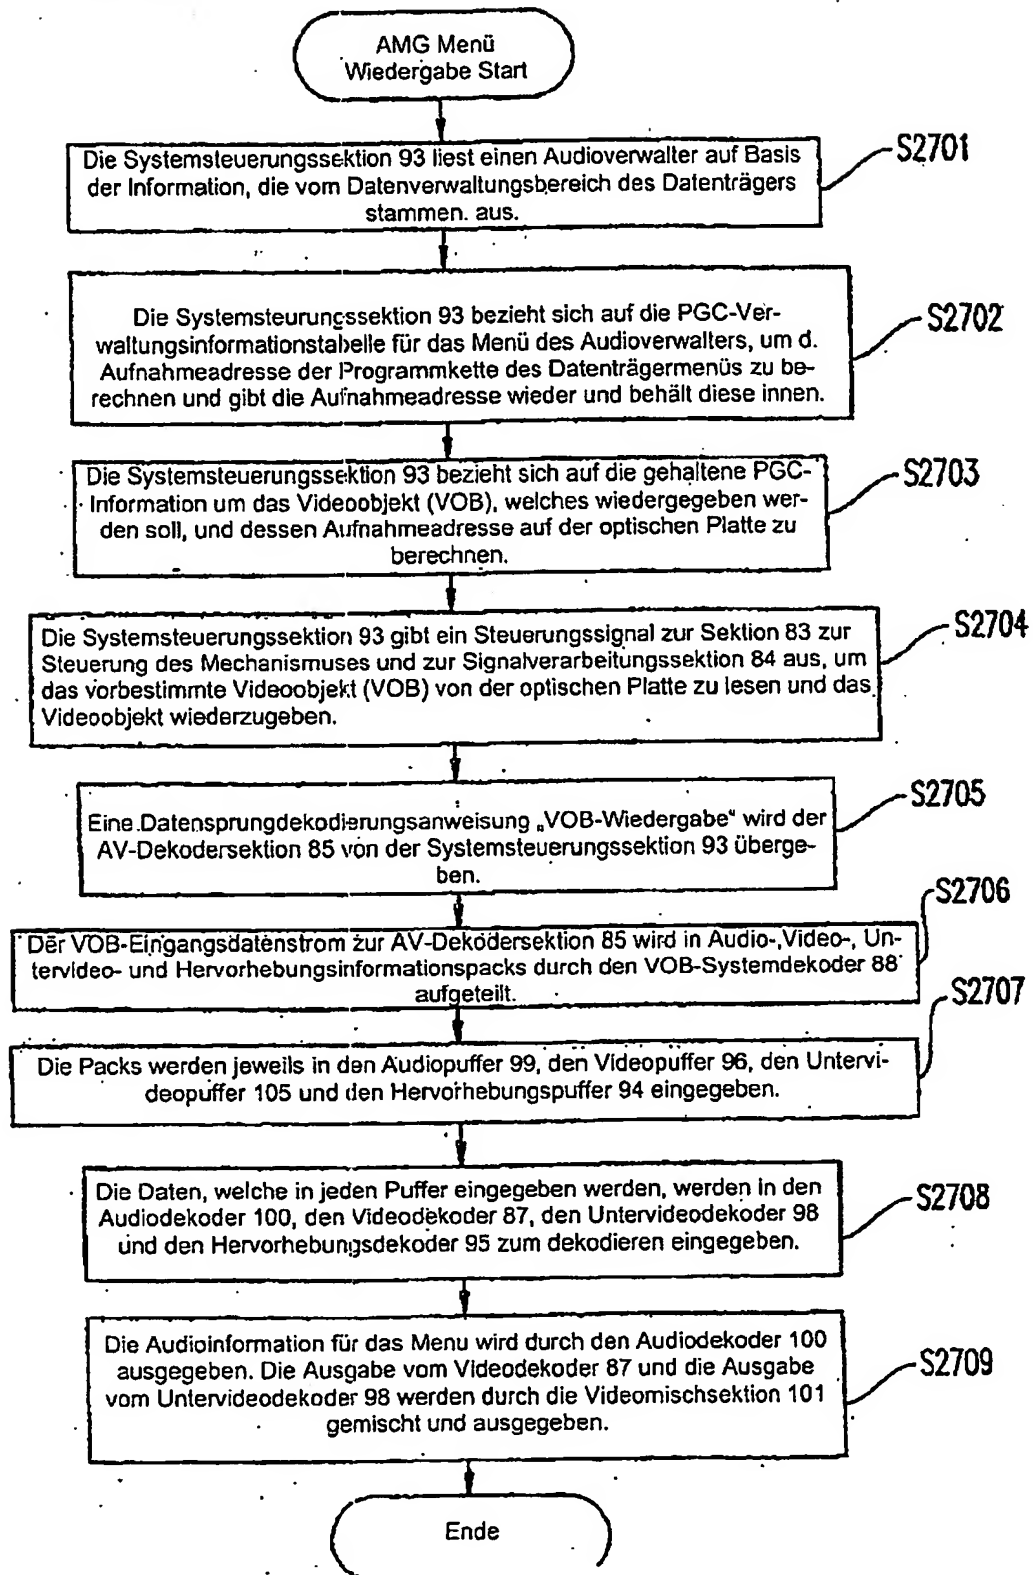 AMG Menü
Wiedergabe Start
Die Systemsteuerungssektion 93 liest einen Audioverwalter auf Basis
der Information, die vom Datenverwaltungsbereich des Datenträgers
stammen. aus.
S2701
Die Systemsteurungssektion 93 bezieht sich auf die PGC-Ver-
waltungsinformationstabelle für das Menü des Audioverwalters, um d.
Aufnahmeadresse der Programmkette des Datenträgermenüs zu be-
rechnen und gibt die Aufnahmeadresse wieder und behält diese innen.
S2702
Die Systemsteuerungssektion 93 bezieht sich auf die gehaltene PGC-
Information um das Videoobjekt (VOB), welches wiedergegeben wer-
den soll, und dessen Aufnahmeadresse auf der optischen Platte zu
berechnen.
S2703
Die Systemsteuerungssektion 93 gibt ein Steuerungssignal zur Sektion 83 zur
Steuerung des Mechanismuses und zur Signalverarbeitungssektion 84 aus, um
das vorbestimmte Videoobjekt (VOB) von der optischen Platte zu lesen und das
Videoobjekt wiederzugeben.
S2704
Eine Datensprungdekodierungsanweisung „VOB-Wiedergabe“ wird der
AV-Dekodersektion 85 von der Systemsteuerungssektion 93 überge-
ben.
S2705
Der VOB-Eingangsdatenstrom zur AV-Dekodersektion 85 wird in Audio-,Video-, Un-
tervideo- und Hervorhebungsinformationspacks durch den VOB-Systemdekoder 88
aufgeteilt.
S2706
Die Packs werden jeweils in den Audiopuffer 99, den Videopuffer 96, den Untervi-
deopuffer 105 und den Hervorhebungspuffer 94 eingegeben.
S2707
Die Daten, welche in jeden Puffer eingegeben werden, werden in den
Audiodekoder 100, den Videodekoder 87, den Untervideodekoder 98
und den Hervorhebungsdekoder 95 zum dekodieren eingegeben.
S2708
Die Audioinformation für das Menu wird durch den Audiodekoder 100
ausgegeben. Die Ausgabe vom Videodekoder 87 und die Ausgabe
vom Untervideodekoder 98 werden durch die Videomischsektion 101
gemischt und ausgegeben.
S2709
Ende